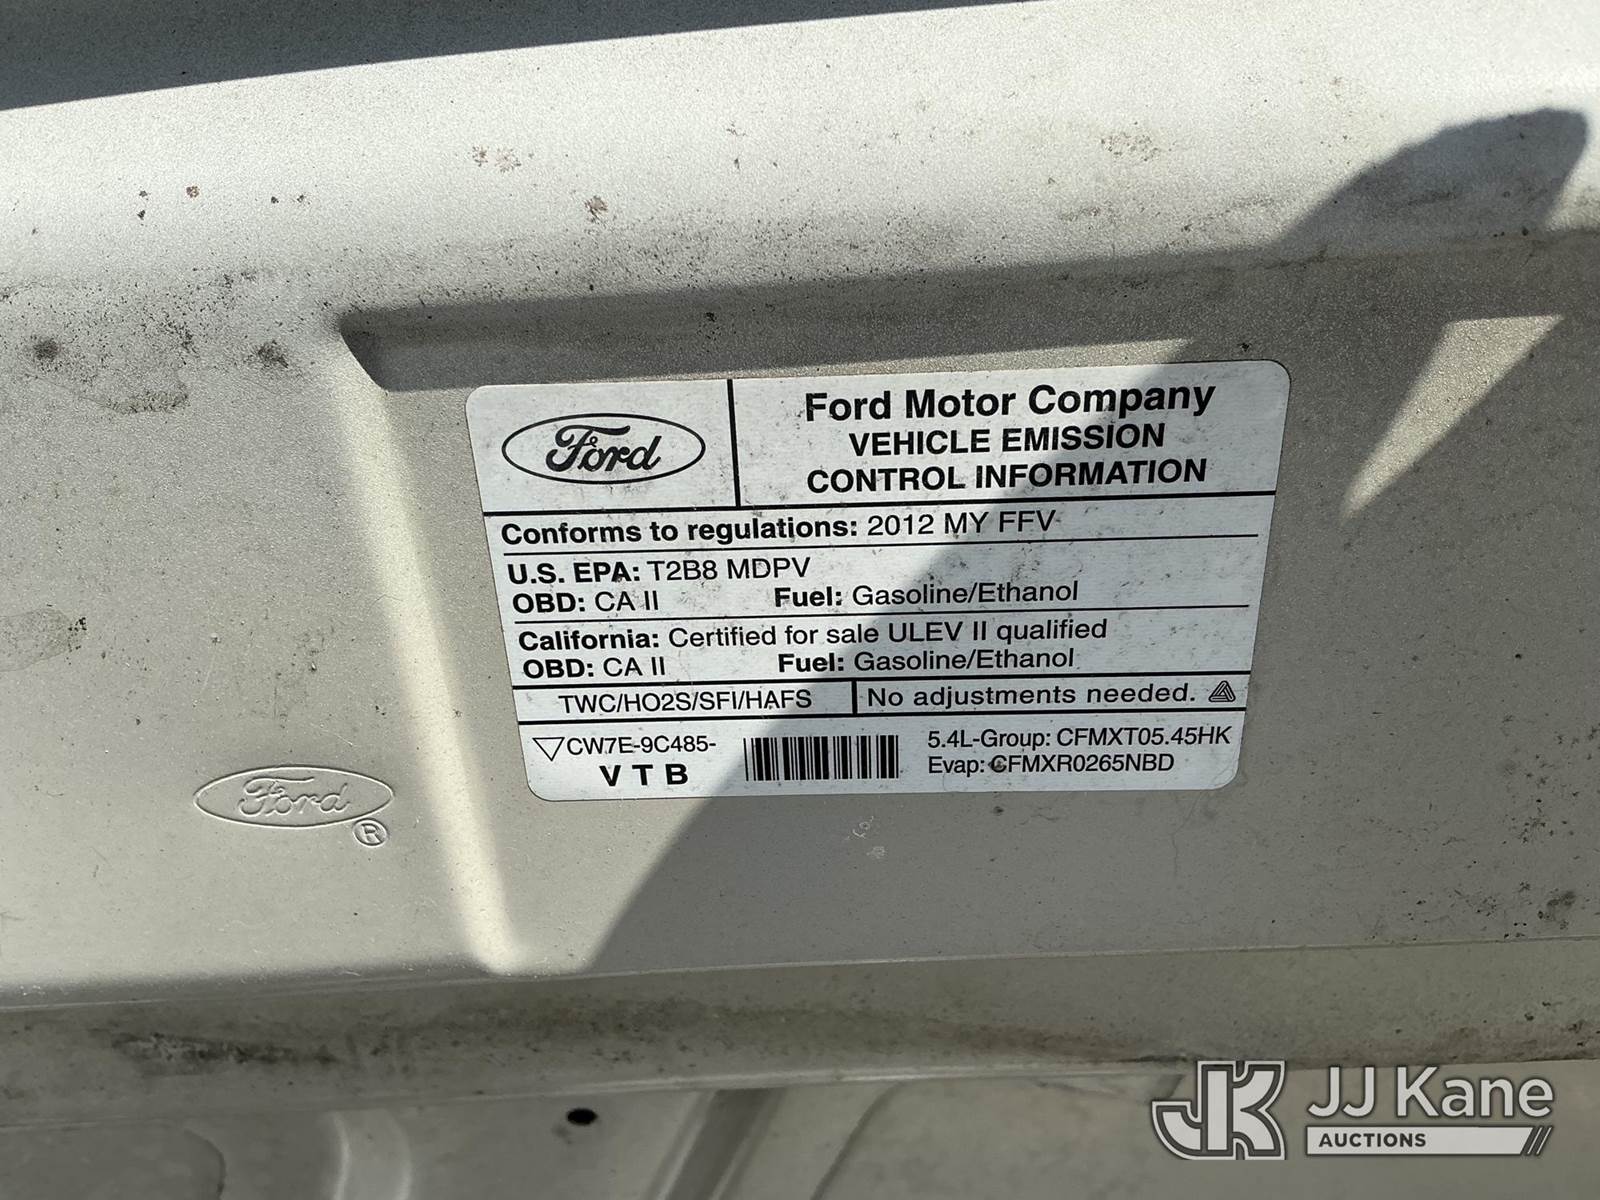 Ford
Ford Motor Company
VEHICLE EMISSION
CONTROL INFORMATION
Conforms to regulations: 2012 MY FFV
U.S. EPA: T2B8 MDPV
OBD: CA II Fuel: Gasoline/Ethanol
California: Certified for sale ULEV II qualified
OBD: CA II Fuel: Gasoline/Ethanol
TWC/HO2S/SFI/HAFS No adjustments needed.
CW7E-9C485-
VTB
5.4L-Group: CFMXT05.45HK
Evap: CFMXR0265NBD
Ford
®
JK JJ Kane
AUCTIONS